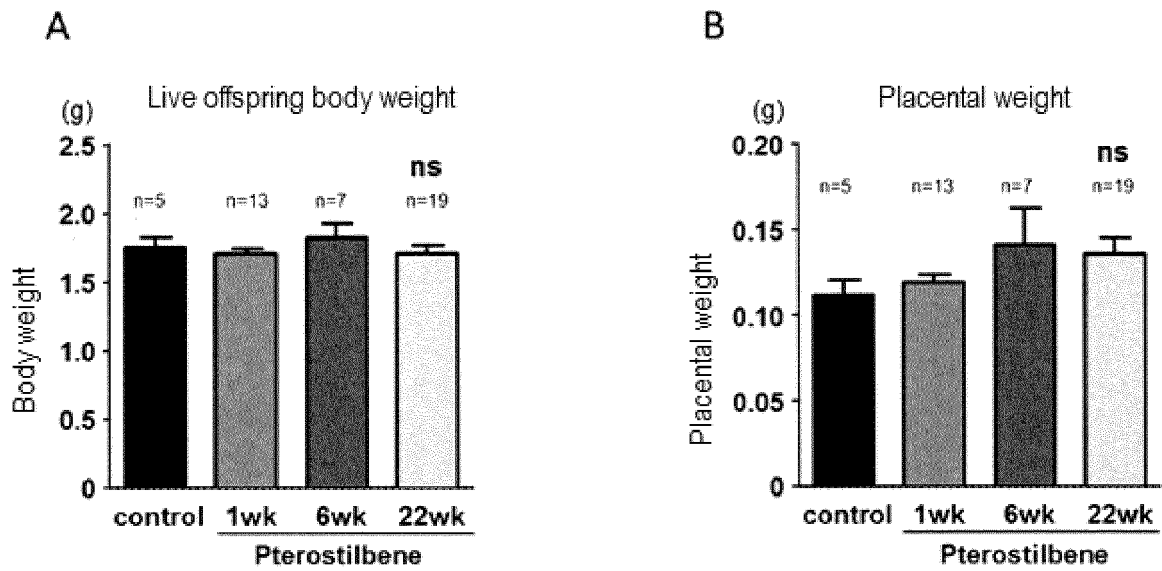 A
Live offspring body weight
(g)
2.5
2.0
1.5
1.0
0.5
0
Body weight
ns
n=5 n=13 n=7 n=19
control 1wk 6wk 22wk
Pterostilbene
B
Placental weight
(g)
0.20
0.15
0.10
0.05
0
Placental weight
ns
n=5 n=13 n=7 n=19
control 1wk 6wk 22wk
Pterostilbene